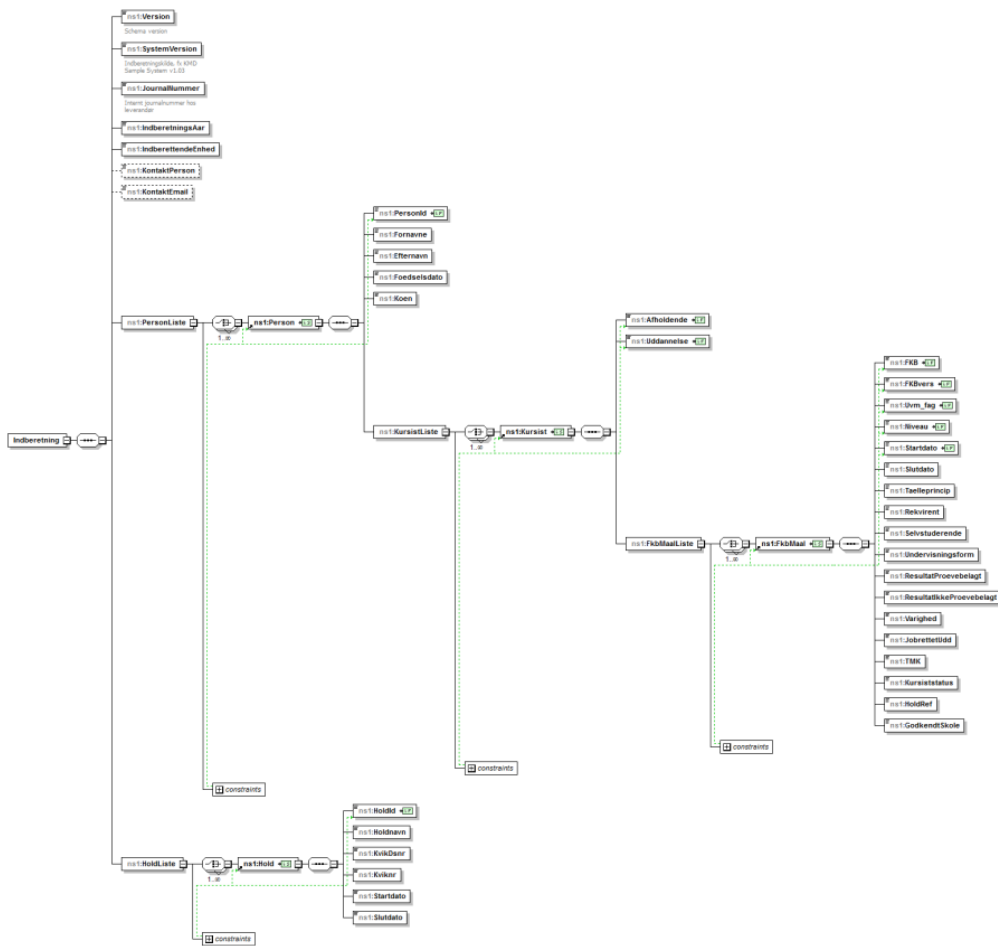 ns1:Version
Schema version
ns1:SystemVersion
Indberetningskilde, fx KMD
Sample System v1.03
ns1:JournalNummer
Internt journalnummer hos
leverandør
ns1:IndberetningsAar
ns1:IndberettendeEnhed
ns1:KontaktPerson
ns1:KontaktEmail
ns1:PersonId
ns1:Fornavne
ns1:Efternavn
ns1:Foedselsdato
ns1:Koen
ns1:PersonListe
1..∞
ns1:Person
ns1:Afholdende
ns1:Uddannelse
ns1:FKB
ns1:FKBvers
ns1:Uvm_fag
ns1:Niveau
Indberetning
ns1:KursistListe
1..∞
ns1:Kursist
ns1:Startdato
ns1:Slutdato
ns1:Taelleprincip
ns1:Rekvirent
ns1:Selvstuderende
ns1:FkbMaalListe
1..∞
ns1:FkbMaal
ns1:Undervisningsform
ns1:ResultatProevebelagt
ns1:ResultatIkkeProevebelagt
ns1:Varighed
ns1:JobrettetUdd
ns1:TMK
ns1:Kursiststatus
ns1:HoldRef
ns1:GodkendtSkole
constraints
constraints
constraints
ns1:HoldId
ns1:Holdnavn
ns1:KvikDsnr
ns1:HoldListe
1..∞
ns1:Hold
ns1:Kviknr
ns1:Startdato
ns1:Slutdato
constraints